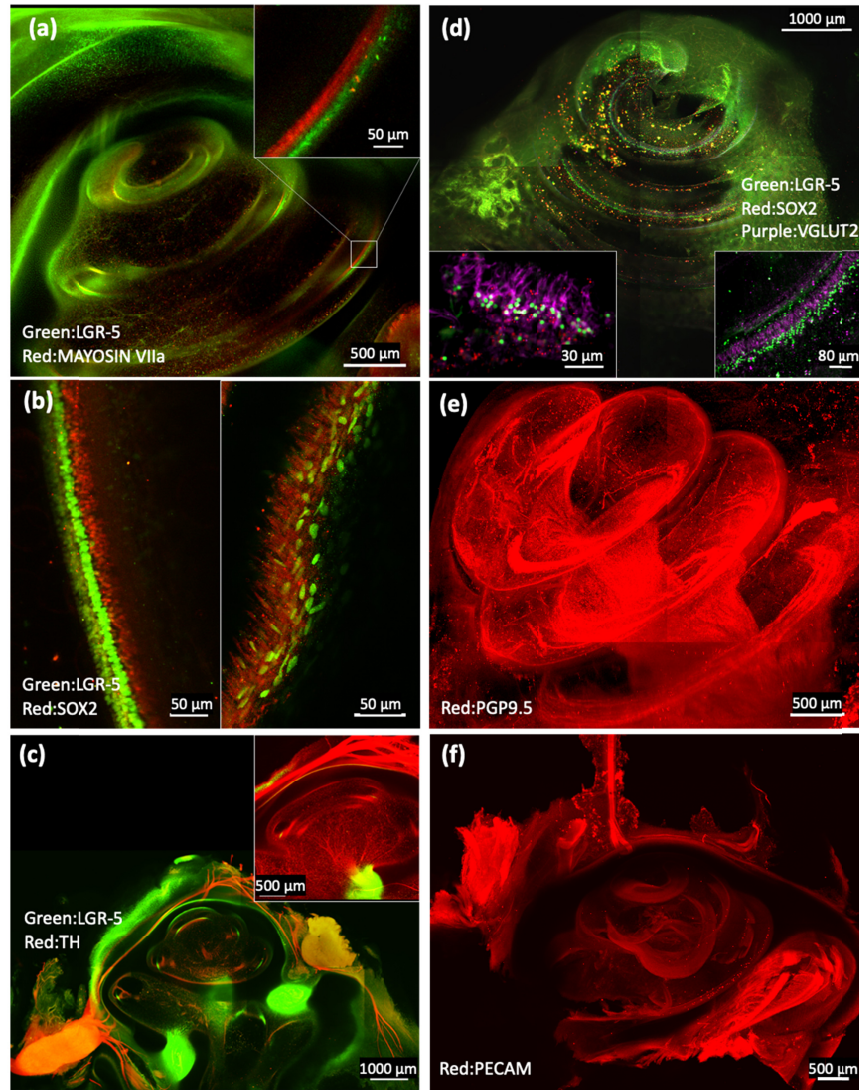 (a)
50 μm
Green:LGR-5
Red:MAYOSIN VIIa
500 μm
(b)
Green:LGR-5
Red:SOX2
50 μm
50 μm
(c)
500 μm
Green:LGR-5
Red:TH
1000 μm
(d)
1000 μm
Green:LGR-5
Red:SOX2
Purple:VGLUT2
30 μm
80 μm
(e)
Red:PGP9.5
500 μm
(f)
Red:PECAM
500 μm